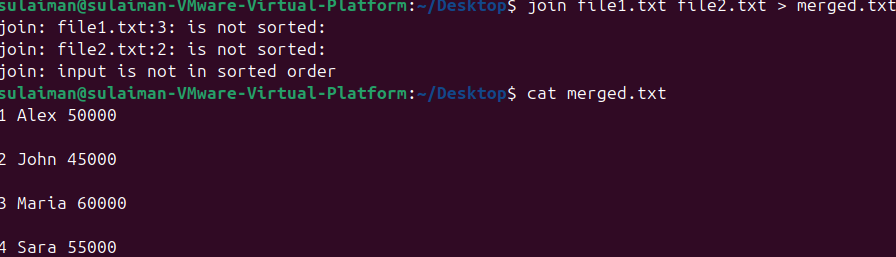 sulaiman@sulaiman-VMware-Virtual-Platform:~/Desktop$ join file1.txt file2.txt > merged.txt
join: file1.txt:3: is not sorted:
join: file2.txt:2: is not sorted:
join: input is not in sorted order
sulaiman@sulaiman-VMware-Virtual-Platform:~/Desktop$ cat merged.txt
1 Alex 50000
2 John 45000
3 Maria 60000
4 Sara 55000